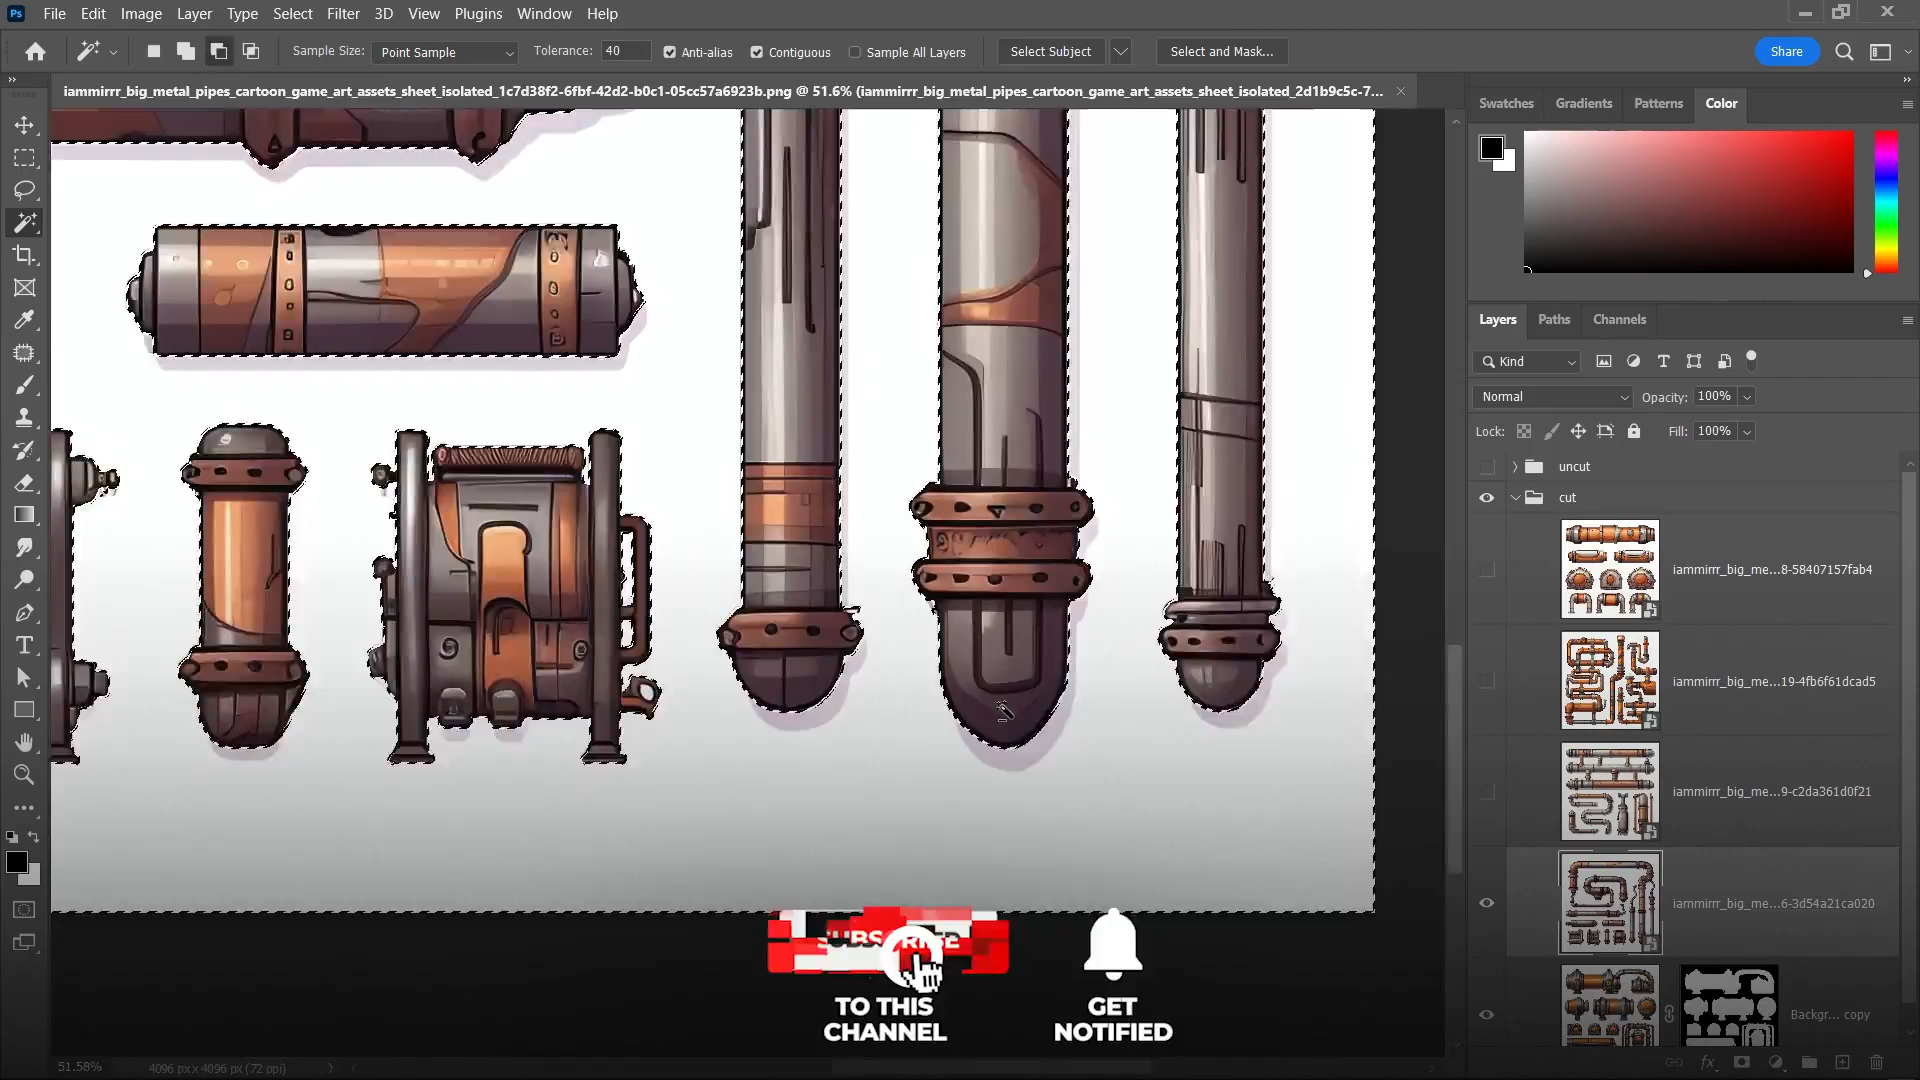 Ps File Edit Image Layer Type Select Filter 3D View Plugins Window Help
Sample Size: Point Sample Tolerance: 40 Anti-alias Contiguous Sample All Layers Select Subject Select and Mask... Share
iammirrr_big_metal_pipes_cartoon_game_art_assets_sheet_isolated_1c7d38f2-6fbf-42d2-b0c1-05cc57a6923b.png @ 51.6% (iammirrr_big_metal_pipes_cartoon_game_art_assets_sheet_isolated_2d1b9c5c-7...
Swatches Gradients Patterns Color
Layers Paths Channels
Kind
Normal Opacity: 100%
Lock: Fill: 100%
uncut
cut
iammirrr_big_me...8-58407157fab4
iammirrr_big_me...19-4fb6f61dcad5
iammirrr_big_me...9-c2da361d0f21
iammirrr_big_me...6-3d54a21ca020
Backgr... copy
SUBSCRIBE
TO THIS
CHANNEL
GET
NOTIFIED
51.58% 4096 px x 4096 px (72 ppi)